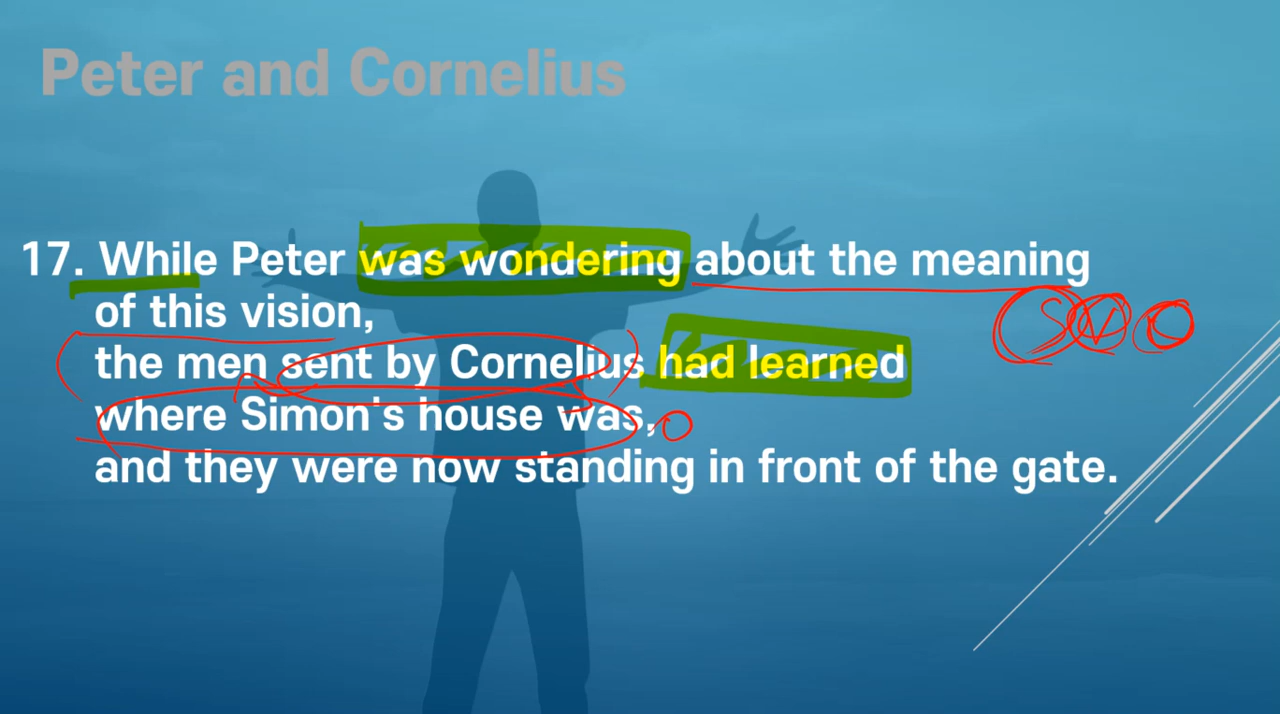 Peter and Cornelius
17. While Peter was wondering about the meaning
of this vision,
S V O
the men sent by Cornelius had learned
where Simon's house was, O
and they were now standing in front of the gate.